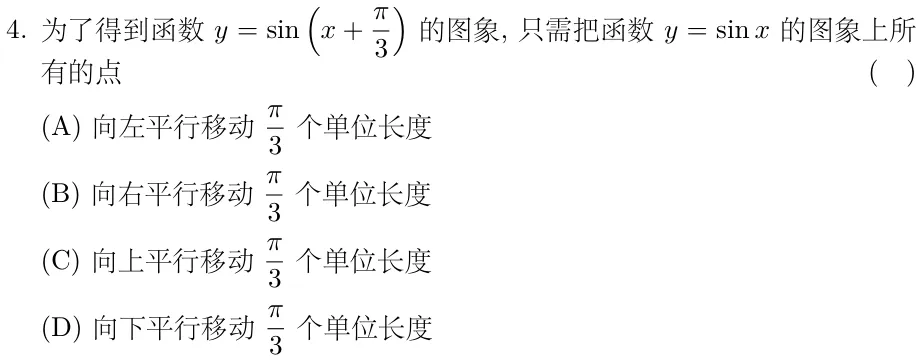 4. 为了得到函数 y = sin(x + π/3) 的图象, 只需把函数 y = sin x 的图象上所
有的点 ( )
(A) 向左平行移动 π/3 个单位长度
(B) 向右平行移动 π/3 个单位长度
(C) 向上平行移动 π/3 个单位长度
(D) 向下平行移动 π/3 个单位长度